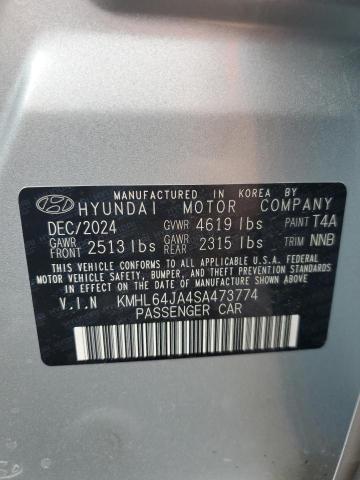 MANUFACTURED IN KOREA BY
HYUNDAI MOTOR COMPANY
DEC/2024 GVWR 4619 lbs PAINT T4A
GAWR FRONT 2513 lbs GAWR REAR 2315 lbs TRIM NNB
THIS VEHICLE CONFORMS TO ALL APPLICABLE U.S.A. FEDERAL
MOTOR VEHICLE SAFETY, BUMPER, AND THEFT PREVENTION
STANDARDS IN EFFECT ON THE DATE OF MANUFACTURE SHOWN ABOVE.
V.I.N KMHL64JA4SA473774
PASSENGER CAR